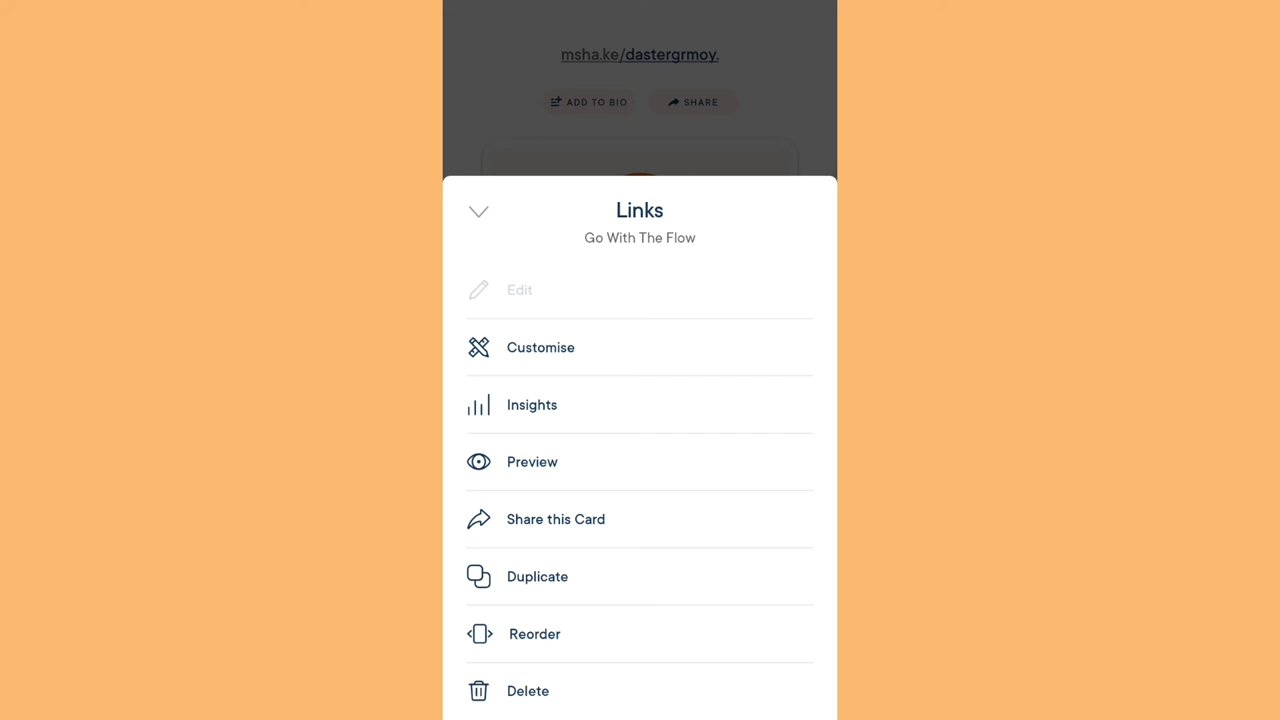 msha.ke/dastergrmoy.
ADD TO BIO
SHARE
Links
Go With The Flow
Edit
Customise
Insights
Preview
Share this Card
Duplicate
Reorder
Delete